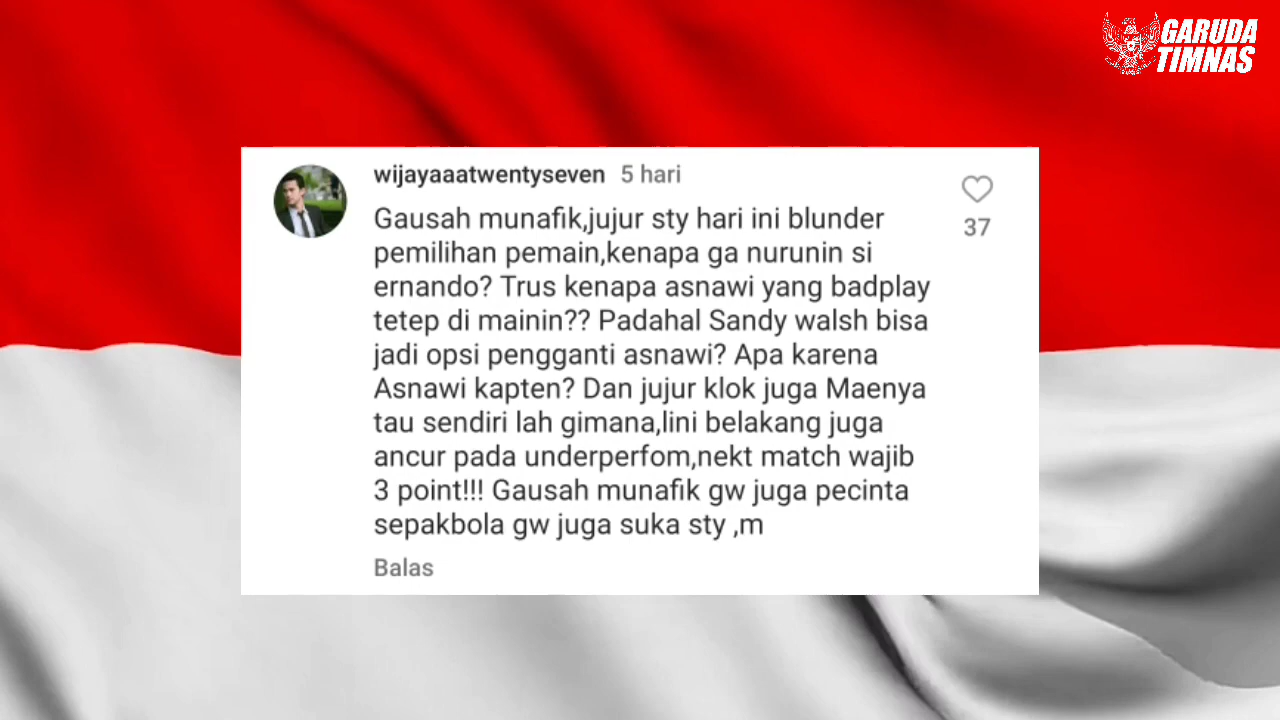 GARUDA
TIMNAS
wijayaaatwentyseven 5 hari
37
Gausah munafik,jujur sty hari ini blunder
pemilihan pemain,kenapa ga nurunin si
ernando? Trus kenapa asnawi yang badplay
tetep di mainin?? Padahal Sandy walsh bisa
jadi opsi pengganti asnawi? Apa karena
Asnawi kapten? Dan jujur klok juga Maenya
tau sendiri lah gimana,lini belakang juga
ancur pada underperfom,nekt match wajib
3 point!!! Gausah munafik gw juga pecinta
sepakbola gw juga suka sty ,m
Balas